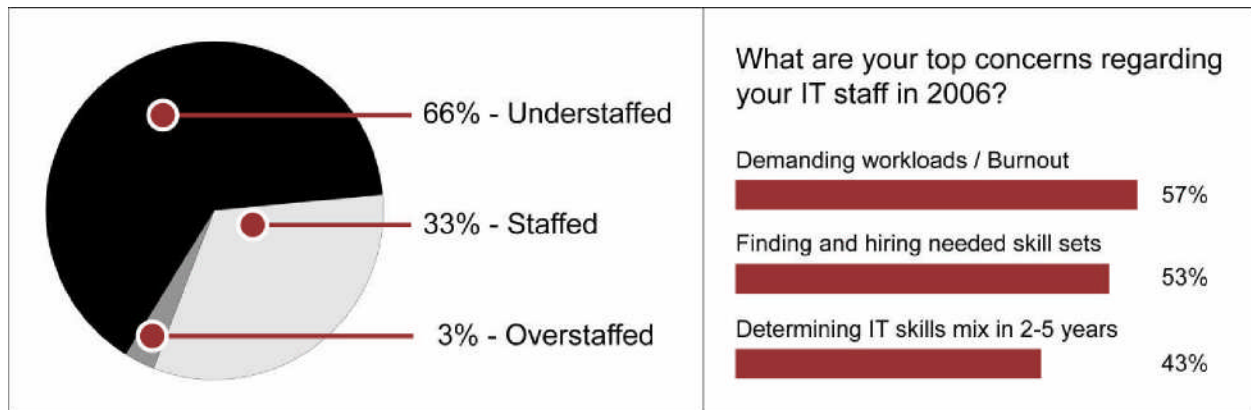 66% - Understaffed
33% - Staffed
3% - Overstaffed
What are your top concerns regarding
your IT staff in 2006?
Demanding workloads / Burnout
57%
Finding and hiring needed skill sets
53%
Determining IT skills mix in 2-5 years
43%